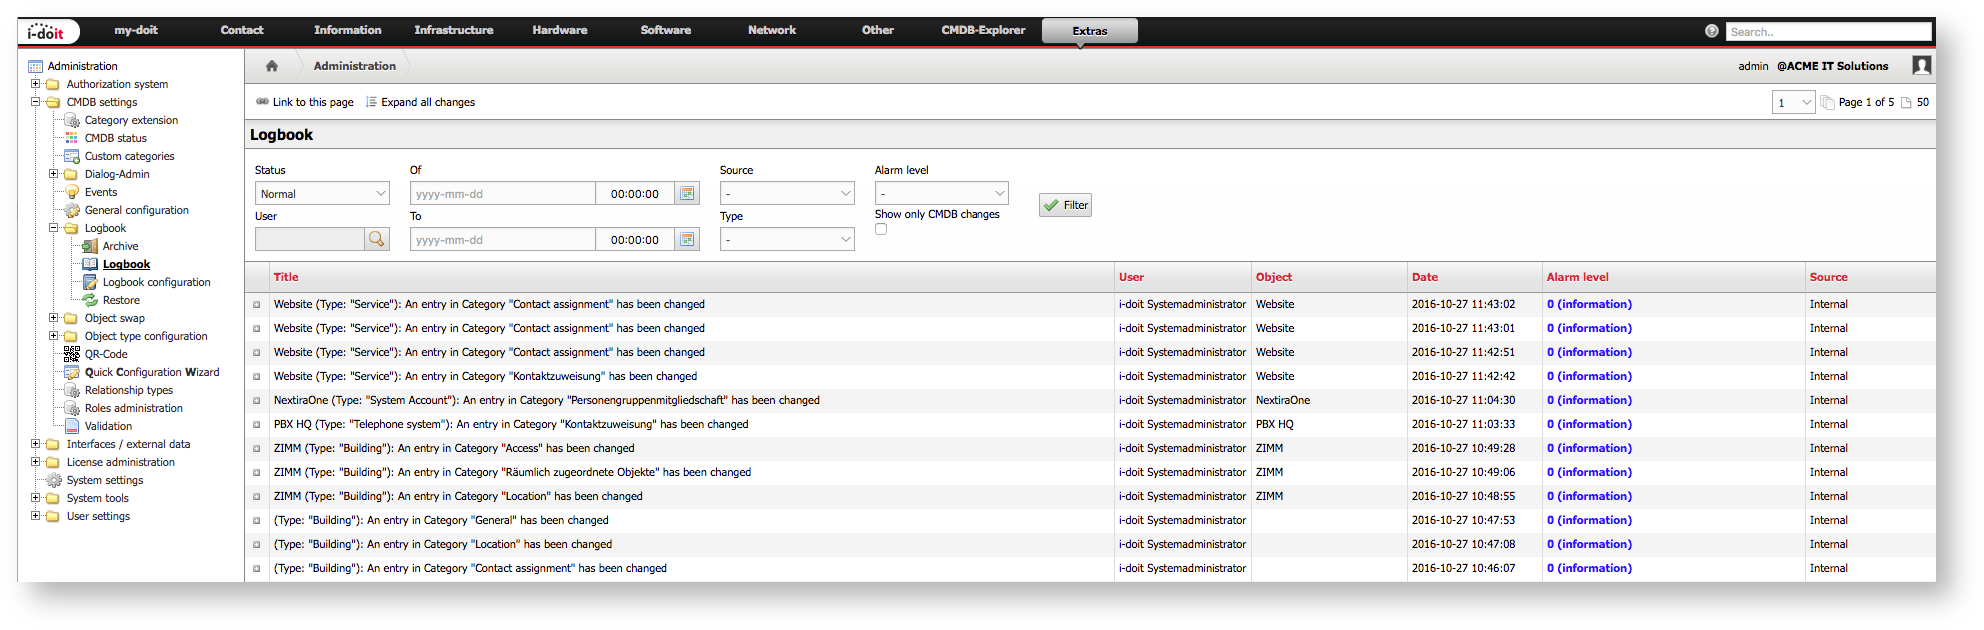 i-doit my-doit Contact Information Infrastructure Hardware Software Network Other CMDB-Explorer Extras Search..
Administration
Authorization system
CMDB settings
Category extension
CMDB status
Custom categories
Dialog-Admin
Events
General configuration
Logbook
Archive
Logbook
Logbook configuration
Restore
Object swap
Object type configuration
QR-Code
Quick Configuration Wizard
Relationship types
Roles administration
Validation
Interfaces / external data
License administration
System settings
System tools
User settings
Administration admin @ACME IT Solutions
Link to this page Expand all changes 1 Page 1 of 5 50
Logbook
Status Of Source Alarm level
Normal yyyy-mm-dd 00:00:00 - - Filter
User To Type Show only CMDB changes
yyyy-mm-dd 00:00:00 -
Title User Object Date Alarm level Source
Website (Type: "Service"): An entry in Category "Contact assignment" has been changed i-doit Systemadministrator Website 2016-10-27 11:43:02 0 (information) Internal
Website (Type: "Service"): An entry in Category "Contact assignment" has been changed i-doit Systemadministrator Website 2016-10-27 11:43:01 0 (information) Internal
Website (Type: "Service"): An entry in Category "Contact assignment" has been changed i-doit Systemadministrator Website 2016-10-27 11:42:51 0 (information) Internal
Website (Type: "Service"): An entry in Category "Kontaktzuweisung" has been changed i-doit Systemadministrator Website 2016-10-27 11:42:42 0 (information) Internal
NextiraOne (Type: "System Account"): An entry in Category "Personengruppenmitgliedschaft" has been changed i-doit Systemadministrator NextiraOne 2016-10-27 11:04:30 0 (information) Internal
PBX HQ (Type: "Telephone system"): An entry in Category "Kontaktzuweisung" has been changed i-doit Systemadministrator PBX HQ 2016-10-27 11:03:33 0 (information) Internal
ZIMM (Type: "Building"): An entry in Category "Access" has been changed i-doit Systemadministrator ZIMM 2016-10-27 10:49:28 0 (information) Internal
ZIMM (Type: "Building"): An entry in Category "Räumlich zugeordnete Objekte" has been changed i-doit Systemadministrator ZIMM 2016-10-27 10:49:06 0 (information) Internal
ZIMM (Type: "Building"): An entry in Category "Location" has been changed i-doit Systemadministrator ZIMM 2016-10-27 10:48:55 0 (information) Internal
(Type: "Building"): An entry in Category "General" has been changed i-doit Systemadministrator 2016-10-27 10:47:53 0 (information) Internal
(Type: "Building"): An entry in Category "Location" has been changed i-doit Systemadministrator 2016-10-27 10:47:08 0 (information) Internal
(Type: "Building"): An entry in Category "Contact assignment" has been changed i-doit Systemadministrator 2016-10-27 10:46:07 0 (information) Internal